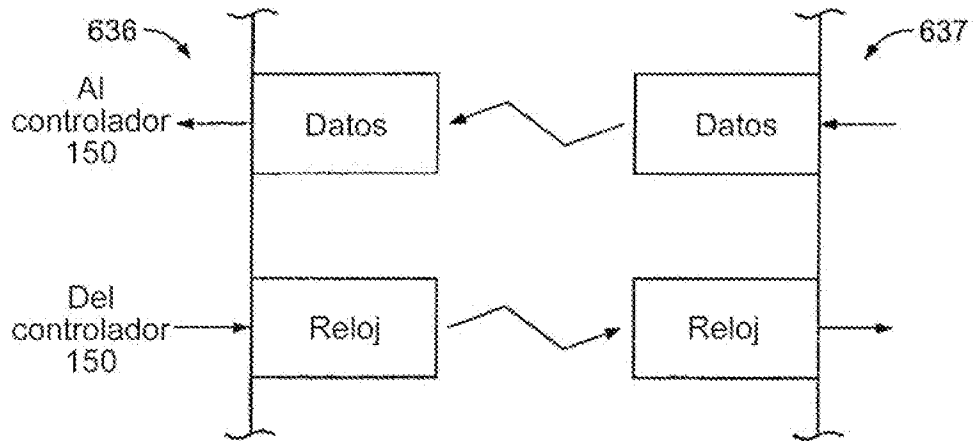 636
637
Al
controlador
150
Datos
Datos
Del
controlador
150
Reloj
Reloj